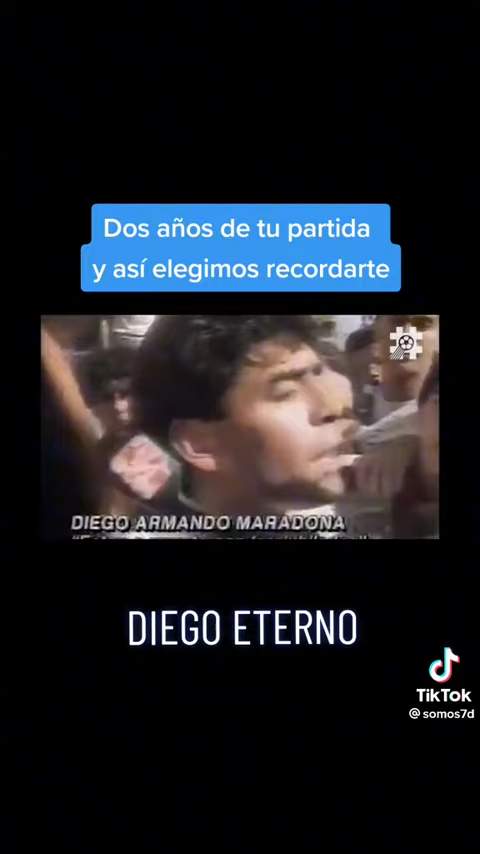 Dos años de tu partida
y así elegimos recordarte
DIEGO ARMANDO MARADONA
DIEGO ETERNO
TikTok
@somos7d